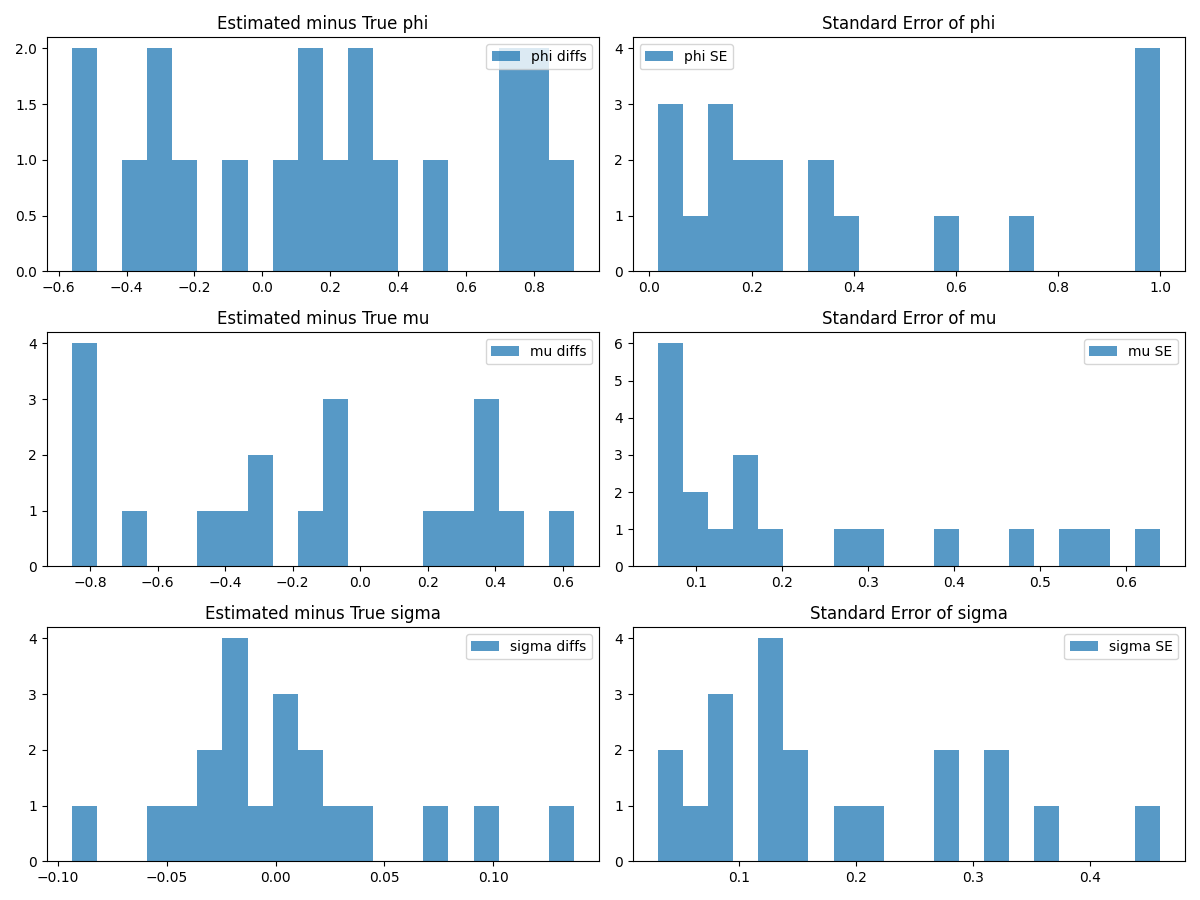 Estimated minus True phi
phi diffs
2.0
1.5
1.0
0.5
0.0
−0.6 −0.4 −0.2 0.0 0.2 0.4 0.6 0.8
Standard Error of phi
phi SE
4
3
2
1
0
0.0 0.2 0.4 0.6 0.8 1.0
Estimated minus True mu
mu diffs
4
3
2
1
0
−0.8 −0.6 −0.4 −0.2 0.0 0.2 0.4 0.6
Standard Error of mu
mu SE
6
5
4
3
2
1
0
0.1 0.2 0.3 0.4 0.5 0.6
Estimated minus True sigma
sigma diffs
4
3
2
1
0
−0.10 −0.05 0.00 0.05 0.10
Standard Error of sigma
sigma SE
4
3
2
1
0
0.1 0.2 0.3 0.4